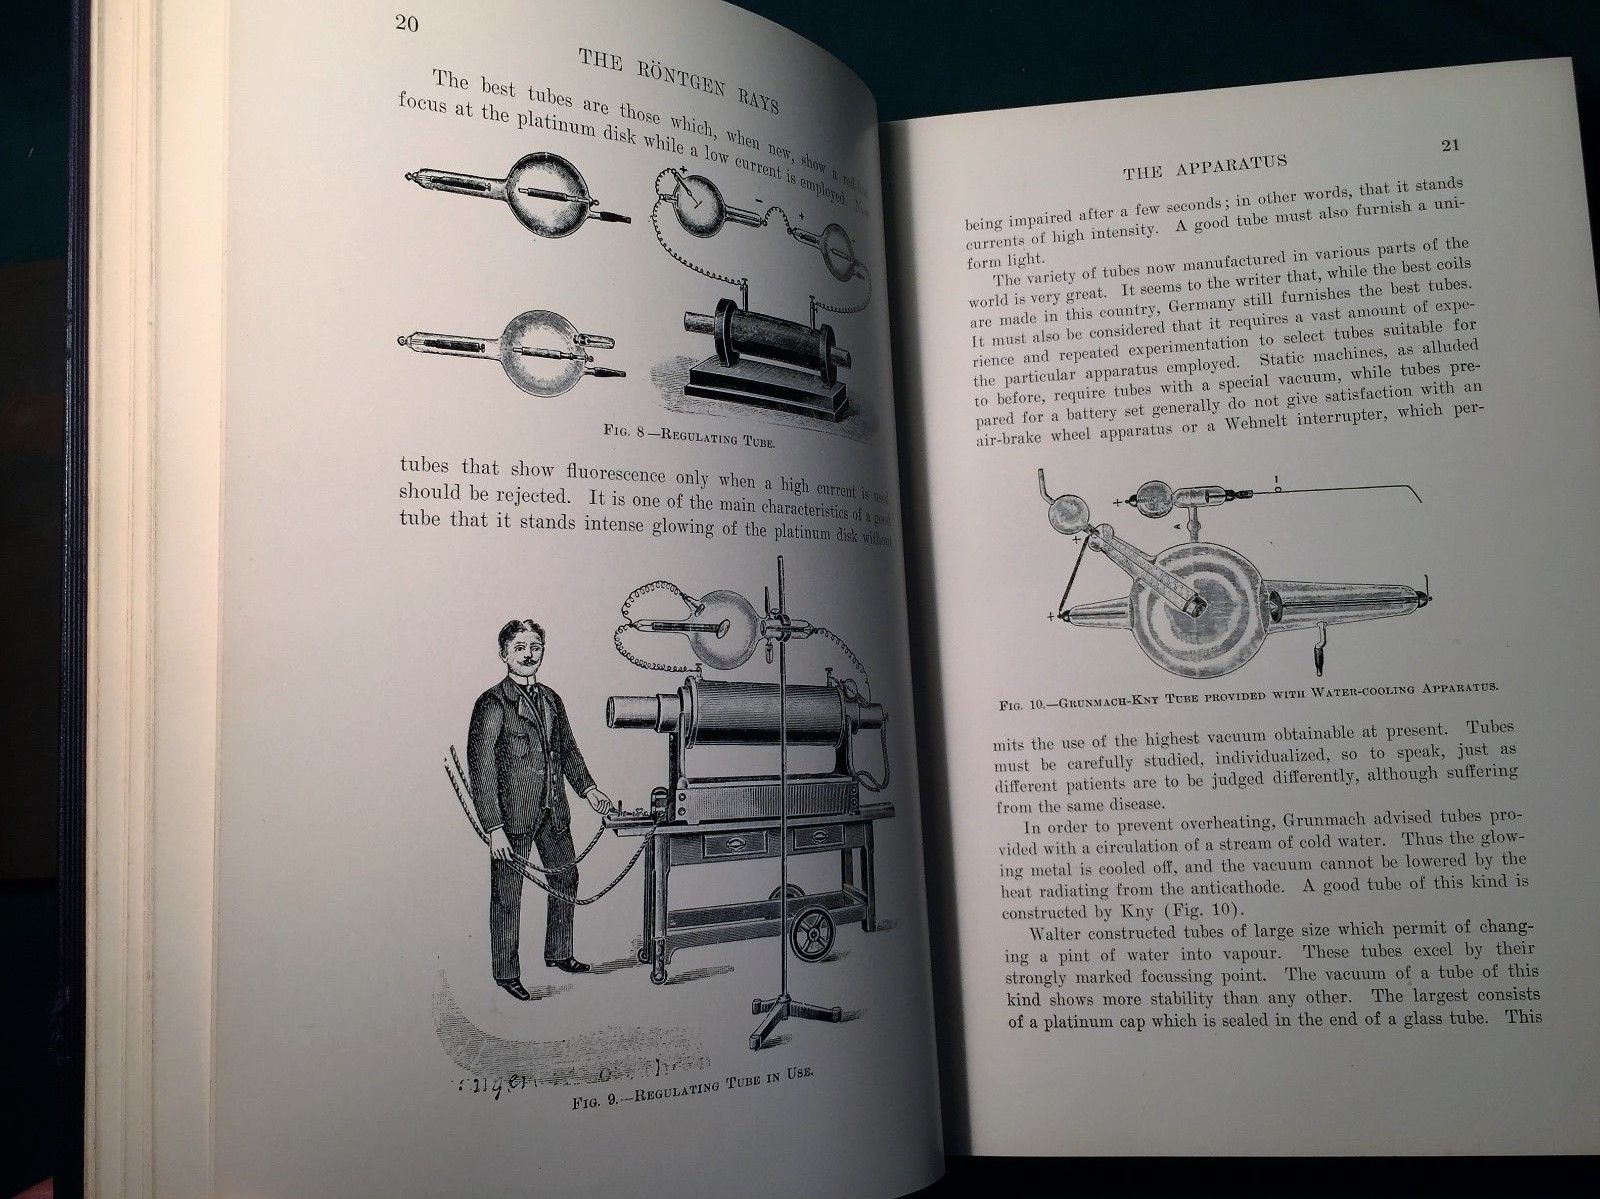 20
THE RÖNTGEN RAYS
The best tubes are those which, when new, show a
focus at the platinum disk while a low current is employed.
+
−
+
FIG. 8—REGULATING TUBE.
tubes that show fluorescence only when a high current is used
should be rejected. It is one of the main characteristics of a good
tube that it stands intense glowing of the platinum disk without
FIG. 9.—REGULATING TUBE IN USE.
21
THE APPARATUS
being impaired after a few seconds; in other words, that it stands
currents of high intensity. A good tube must also furnish a uni-
form light.
The variety of tubes now manufactured in various parts of the
world is very great. It seems to the writer that, while the best coils
are made in this country, Germany still furnishes the best tubes.
It must also be considered that it requires a vast amount of expe-
rience and repeated experimentation to select tubes suitable for
the particular apparatus employed. Static machines, as alluded
to before, require tubes with a special vacuum, while tubes pre-
pared for a battery set generally do not give satisfaction with an
air-brake wheel apparatus or a Wehnelt interrupter, which per-
+
A
+
+
FIG. 10.—GRUNMACH-KNY TUBE PROVIDED WITH WATER-COOLING APPARATUS.
mits the use of the highest vacuum obtainable at present. Tubes
must be carefully studied, individualized, so to speak, just as
different patients are to be judged differently, although suffering
from the same disease.
In order to prevent overheating, Grunmach advised tubes pro-
vided with a circulation of a stream of cold water. Thus the glow-
ing metal is cooled off, and the vacuum cannot be lowered by the
heat radiating from the anticathode. A good tube of this kind is
constructed by Kny (Fig. 10).
Walter constructed tubes of large size which permit of chang-
ing a pint of water into vapour. These tubes excel by their
strongly marked focussing point. The vacuum of a tube of this
kind shows more stability than any other. The largest consists
of a platinum cap which is sealed in the end of a glass tube. This